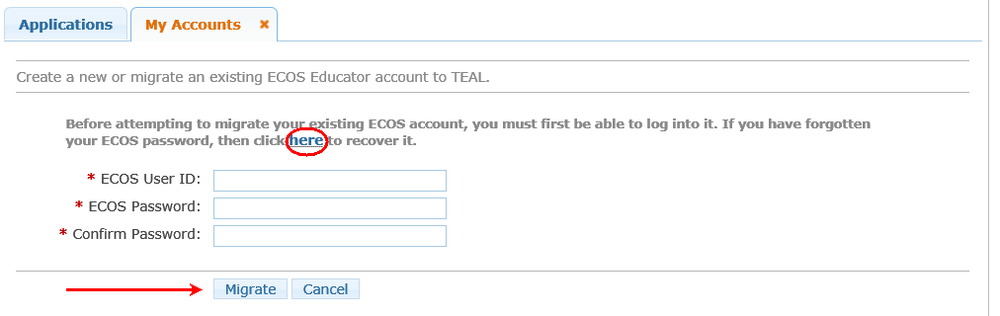 Applications My Accounts ✖
Create a new or migrate an existing ECOS Educator account to TEAL.
Before attempting to migrate your existing ECOS account, you must first be able to log into it. If you have forgotten
your ECOS password, then click here to recover it.
* ECOS User ID:
* ECOS Password:
* Confirm Password:
Migrate Cancel